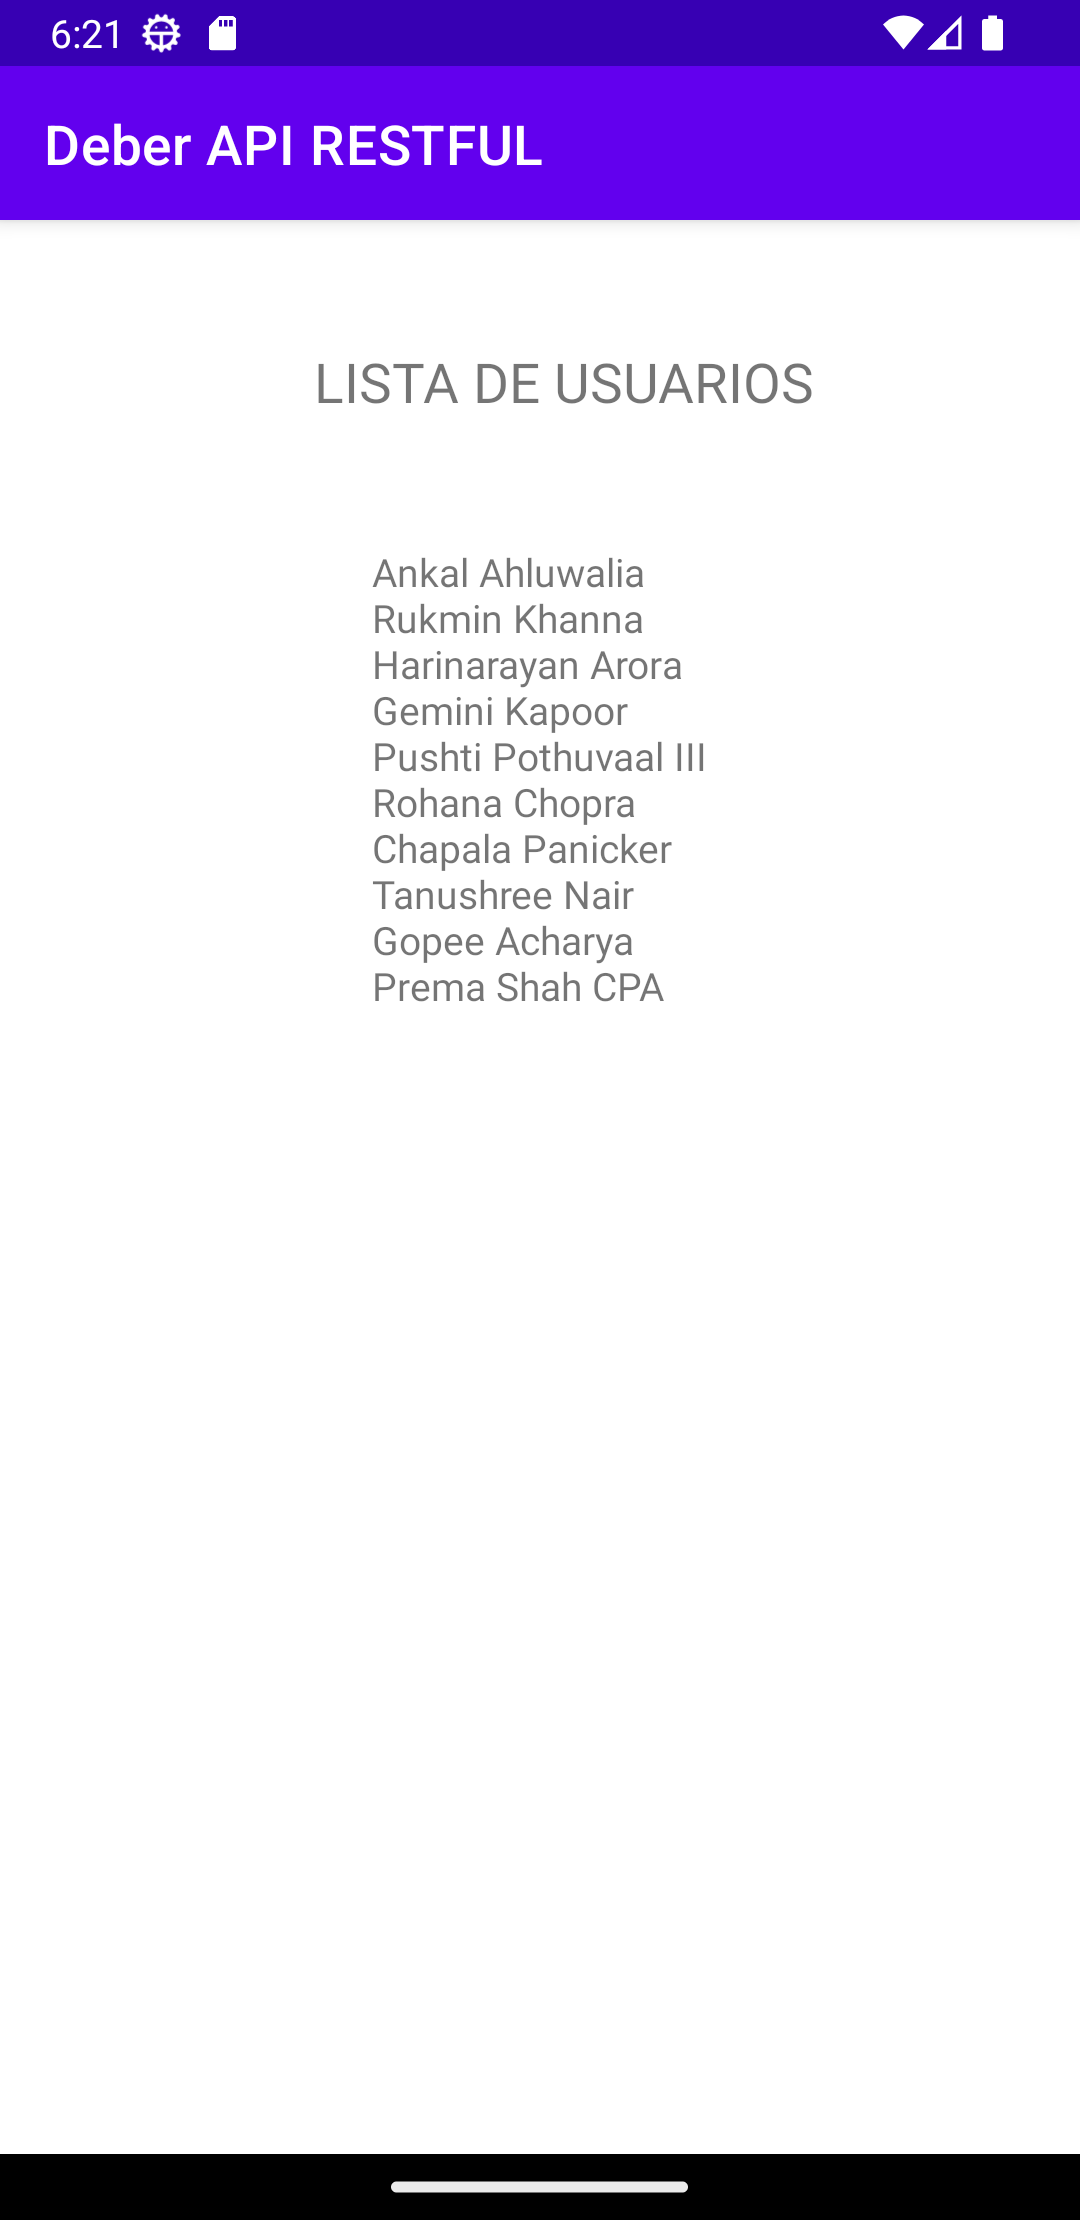 6:21
Deber API RESTFUL
LISTA DE USUARIOS
Ankal Ahluwalia
Rukmin Khanna
Harinarayan Arora
Gemini Kapoor
Pushti Pothuvaal III
Rohana Chopra
Chapala Panicker
Tanushree Nair
Gopee Acharya
Prema Shah CPA